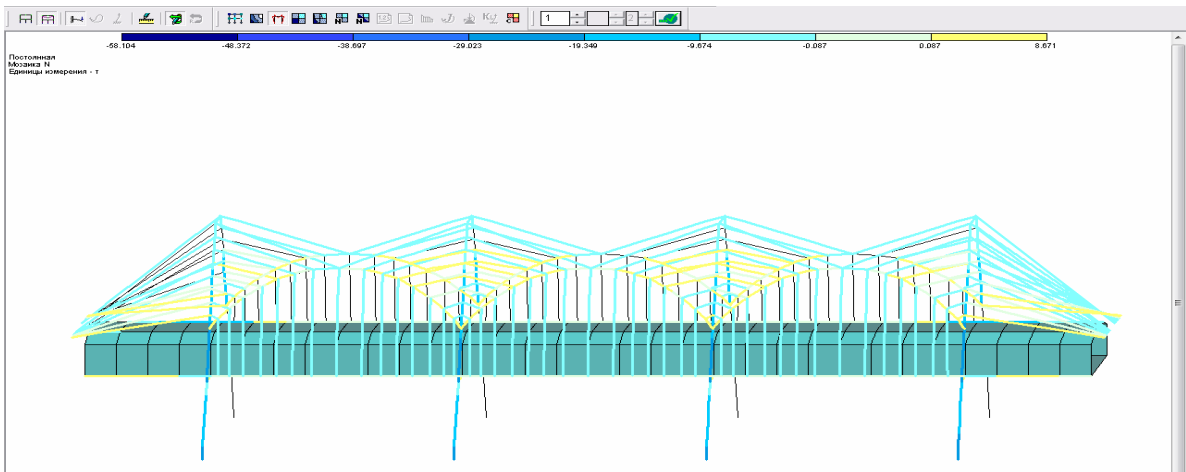 1 2
-58.104 -48.372 -38.697 -29.023 -19.349 -9.674 -0.087 0.087 8.671
Постоянная
Мозаика N
Единицы измерения - т